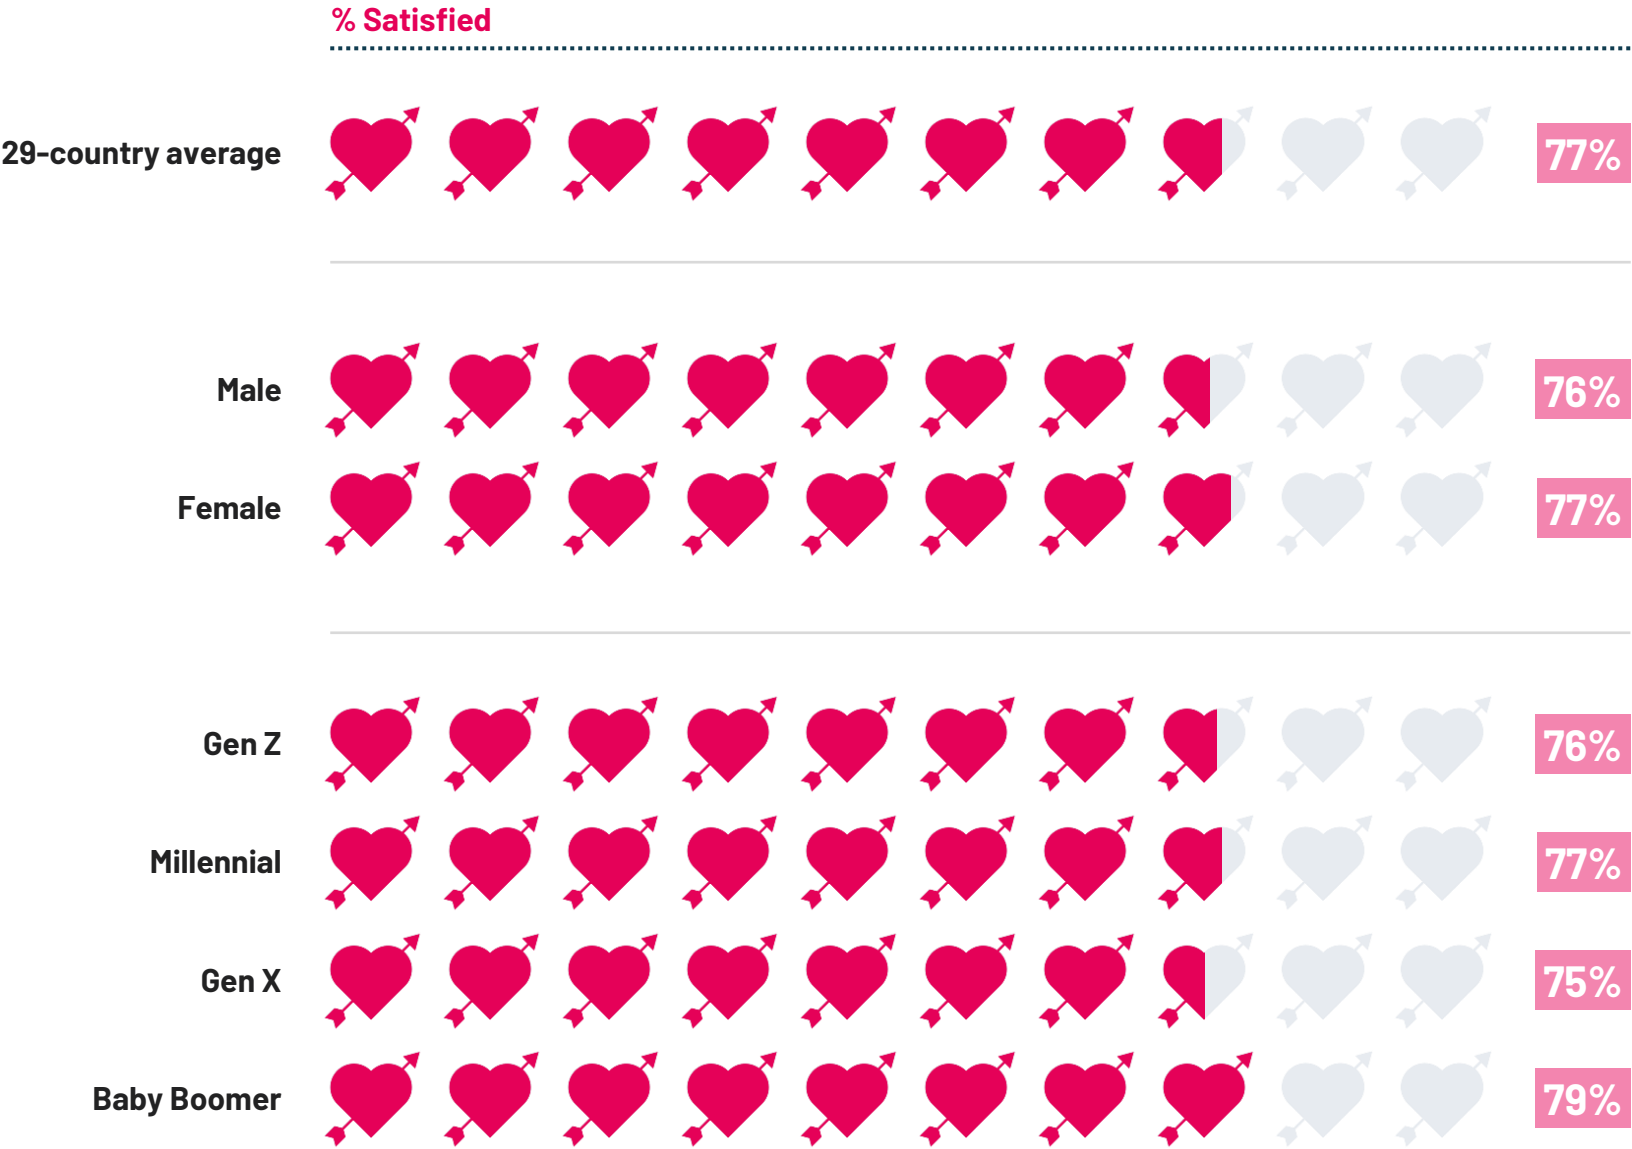 % Satisfied
29-country average 77%
Male 76%
Female 77%
Gen Z 76%
Millennial 77%
Gen X 75%
Baby Boomer 79%